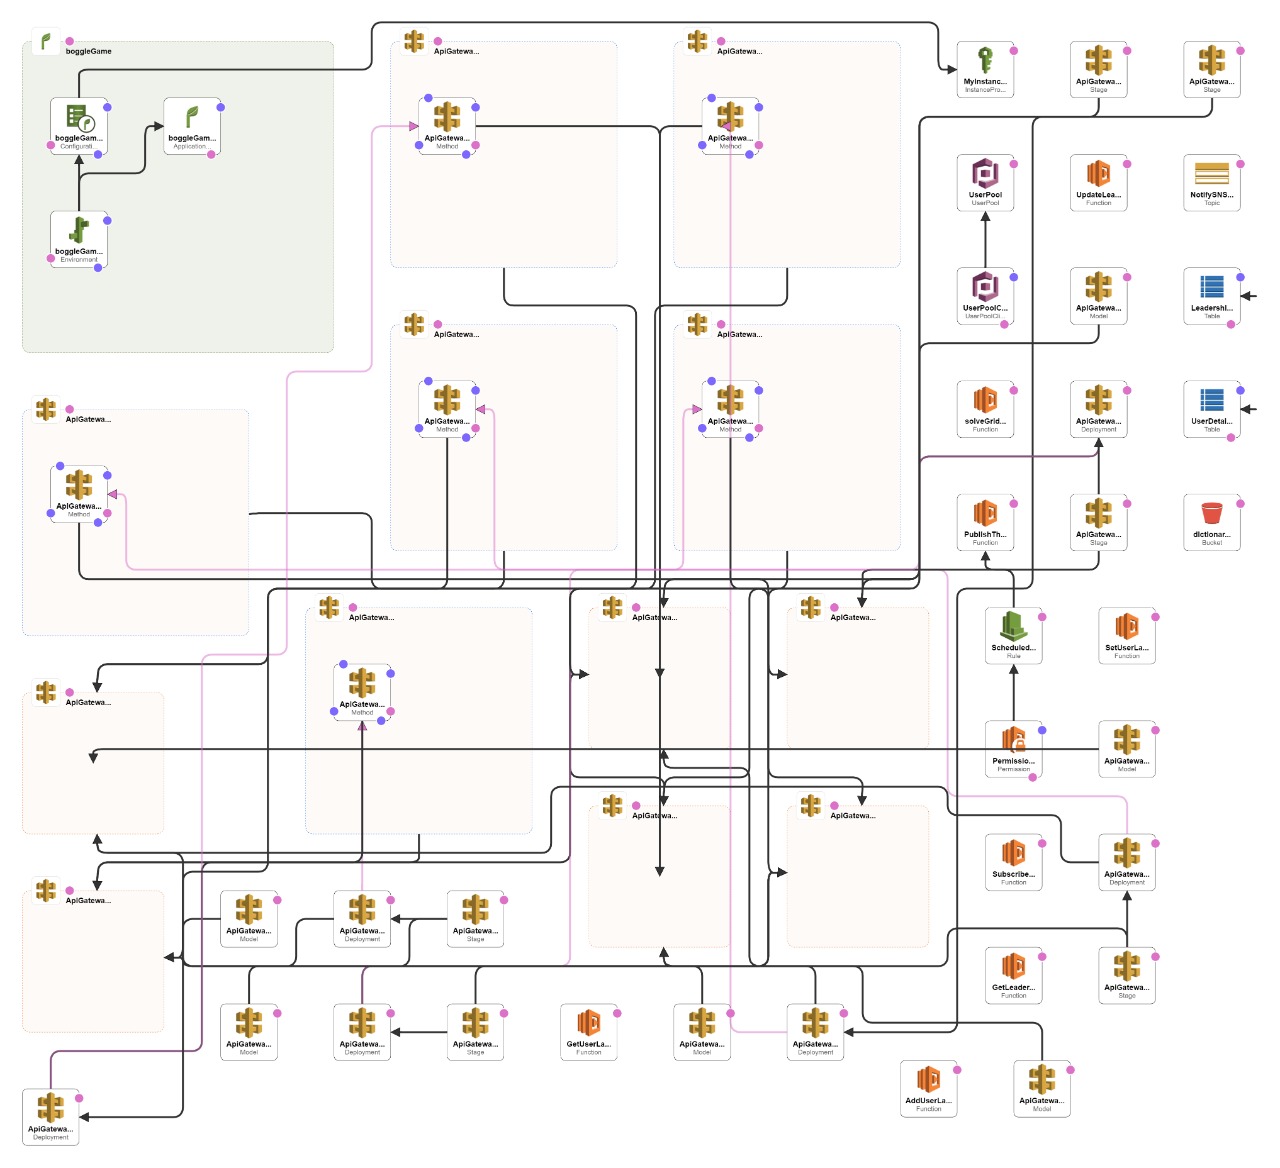 boggleGame
ApiGatewa...
ApiGatewa...
MyInstanc...
InstancePro...
ApiGatewa...
Stage
ApiGatewa...
Stage
boggleGam...
Configurati...
boggleGam...
Application...
ApiGatewa...
Method
ApiGatewa...
Method
UserPool
UserPool
UpdateLea...
Function
NotifySNS...
Topic
boggleGam...
Environment
UserPoolC...
UserPoolCli...
ApiGatewa...
Model
Leadershi...
Table
ApiGatewa...
ApiGatewa...
ApiGatewa...
ApiGatewa...
Method
ApiGatewa...
Method
solveGrid...
Function
ApiGatewa...
Deployment
UserDetai...
Table
ApiGatewa...
Method
PublishTh...
Function
ApiGatewa...
Stage
dictionar...
Bucket
ApiGatewa...
ApiGatewa...
ApiGatewa...
Scheduled...
Rule
SetUserLa...
Function
ApiGatewa...
ApiGatewa...
Method
Permissio...
Permission
ApiGatewa...
Model
ApiGatewa...
ApiGatewa...
Subscribe...
Function
ApiGatewa...
Deployment
ApiGatewa...
ApiGatewa...
Model
ApiGatewa...
Deployment
ApiGatewa...
Stage
GetLeader...
Function
ApiGatewa...
Stage
ApiGatewa...
Model
ApiGatewa...
Deployment
ApiGatewa...
Stage
GetUserLa...
Function
ApiGatewa...
Model
ApiGatewa...
Deployment
AddUserLa...
Function
ApiGatewa...
Model
ApiGatewa...
Deployment